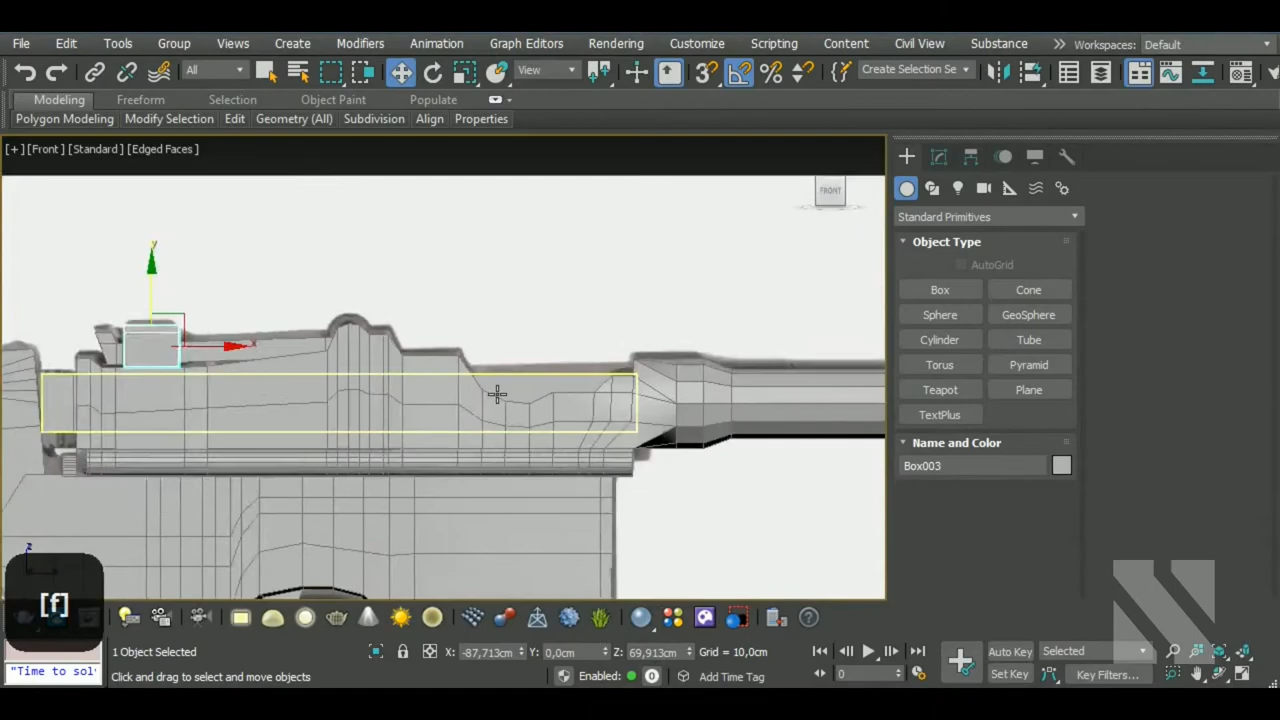 File Edit Tools Group Views Create Modifiers Animation Graph Editors Rendering Customize Scripting Content Civil View Substance Workspaces: Default
All View Create Selection Se
Modeling Freeform Selection Object Paint Populate
Polygon Modeling Modify Selection Edit Geometry (All) Subdivision Align Properties
[+] [Front] [Standard] [Edged Faces]
FRONT
Standard Primitives
Object Type
AutoGrid
Box Cone
Sphere GeoSphere
Cylinder Tube
Torus Pyramid
Teapot Plane
TextPlus
Name and Color
Box003
y
x
z
[f]
1 Object Selected X: -87,713cm Y: 0,0cm Z: 69,913cm Grid = 10,0cm Auto Key Selected
"Time to sol Click and drag to select and move objects Enabled: 0 Add Time Tag 0 Set Key Key Filters...